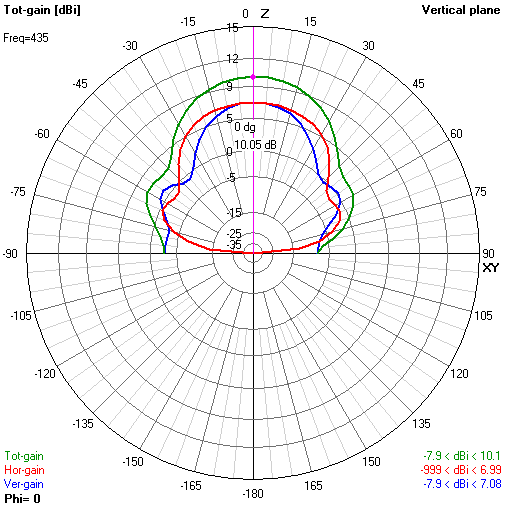 Tot-gain [dBi]
0 Z
Vertical plane
Freq=435
-15 15
15
-30 30
12
-45 45
9
5
0 dg
-60 60
0
10.05 dB
-5
-75 75
-15
-25
-35
-90 90
XY
-105 105
-120 120
-135 135
-150 150
-165 165
-180
Tot-gain -7.9 < dBi < 10.1
Hor-gain -999 < dBi < 6.99
Ver-gain -7.9 < dBi < 7.08
Phi= 0